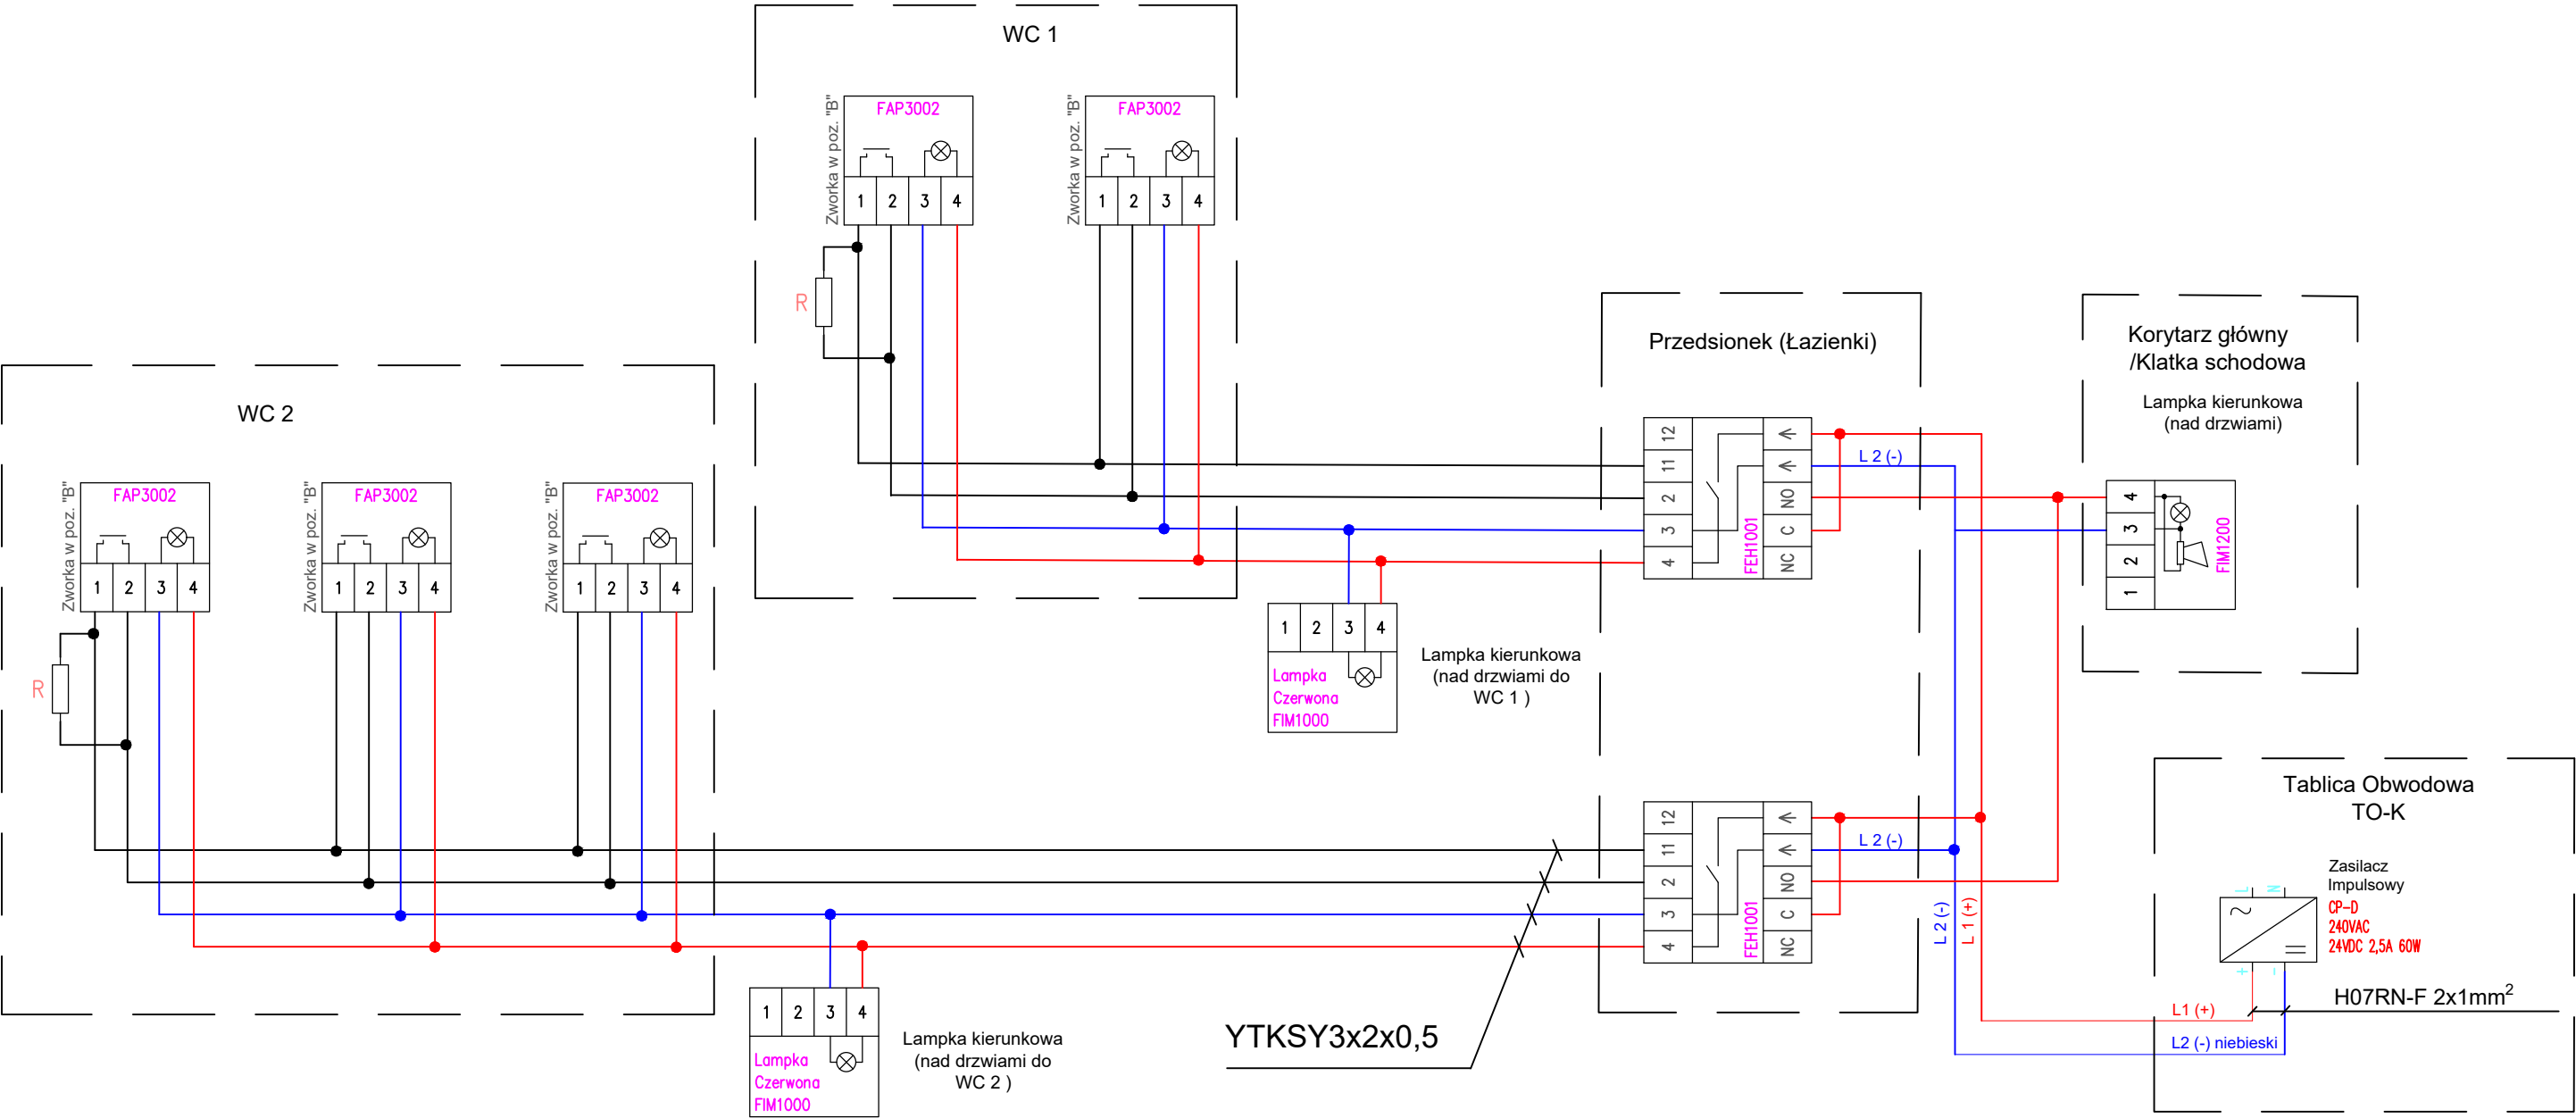 WC 1
Zworka w poz. "B"
FAP3002
1 2 3 4
Zworka w poz. "B"
FAP3002
1 2 3 4
R
WC 2
Zworka w poz. "B"
FAP3002
1 2 3 4
Zworka w poz. "B"
FAP3002
1 2 3 4
Zworka w poz. "B"
FAP3002
1 2 3 4
R
1 2 3 4
Lampka
Czerwona
FIM1000
Lampka kierunkowa
(nad drzwiami do
WC 1 )
1 2 3 4
Lampka
Czerwona
FIM1000
Lampka kierunkowa
(nad drzwiami do
WC 2 )
YTKSY3x2x0,5
Przedsionek (Łazienki)
12
11
2
3
4
FEH1001
NO
C
NC
L 2 (-)
12
11
2
3
4
FEH1001
NO
C
NC
L 2 (-)
L 2 (-)
L 1 (+)
Korytarz główny
/Klatka schodowa
Lampka kierunkowa
(nad drzwiami)
4
3
2
1
FIM1200
Tablica Obwodowa
TO-K
Zasilacz
Impulsowy
CP-D
240VAC
24VDC 2,5A 60W
L N
+ -
H07RN-F 2x1mm²
L1 (+)
L2 (-) niebieski